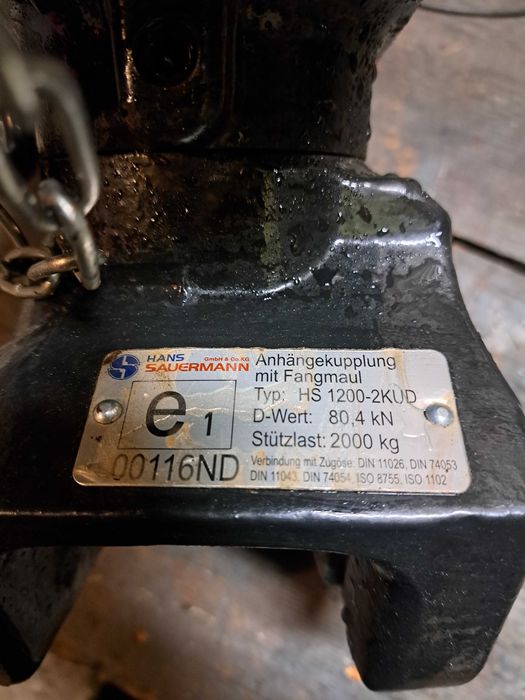 HANS GmbH & Co.KG
SAUERMANN
Anhängekupplung
mit Fangmaul
Typ: HS 1200-2KUD
D-Wert: 80,4 kN
Stützlast: 2000 kg
e 1
00116ND
Verbindung mit Zugöse: DIN 11026, DIN 74053
DIN 11043, DIN 74054, ISO 8755, ISO 1102